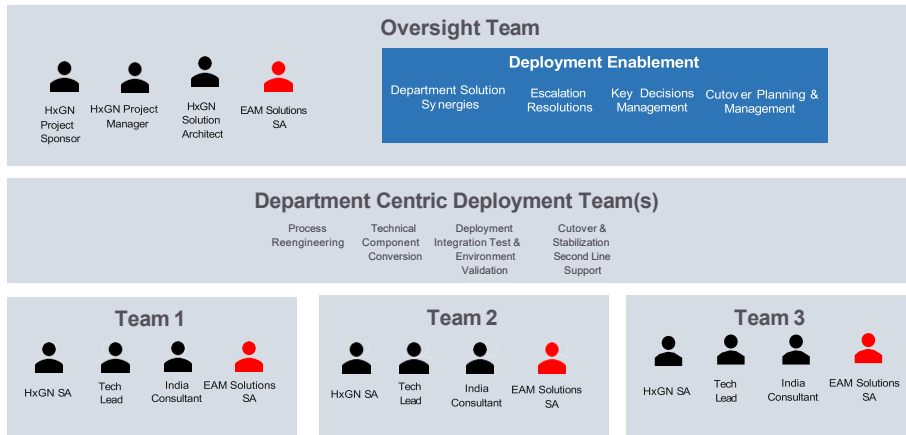 Oversight Team
HxGN
Project
Sponsor
HxGN Project
Manager
HxGN
Solution
Architect
EAM Solutions
SA
Deployment Enablement
Department Solution
Synergies
Escalation
Resolutions
Key Decisions
Management
Cutover Planning &
Management
Department Centric Deployment Team(s)
Process
Reengineering
Technical
Component
Conversion
Deployment
Integration Test &
Environment
Validation
Cutover &
Stabilization
Second Line
Support
Team 1
HxGN SA
Tech
Lead
India
Consultant
EAM Solutions
SA
Team 2
HxGN SA
Tech
Lead
India
Consultant
EAM Solutions
SA
Team 3
HxGN SA
Tech
Lead
India
Consultant
EAM Solutions
SA